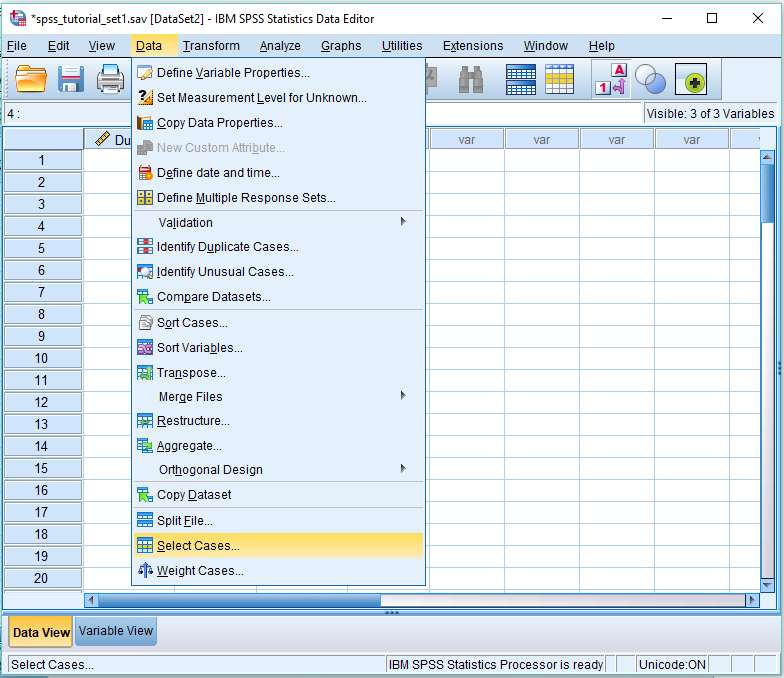 *spss_tutorial_set1.sav [DataSet2] - IBM SPSS Statistics Data Editor
File Edit View Data Transform Analyze Graphs Utilities Extensions Window Help
4 :
Visible: 3 of 3 Variables
Du
var var var var
Define Variable Properties...
Set Measurement Level for Unknown...
Copy Data Properties...
New Custom Attribute...
Define date and time...
Define Multiple Response Sets...
Validation
Identify Duplicate Cases...
Identify Unusual Cases...
Compare Datasets...
Sort Cases...
Sort Variables...
Transpose...
Merge Files
Restructure...
Aggregate...
Orthogonal Design
Copy Dataset
Split File...
Select Cases...
Weight Cases...
1
2
3
4
5
6
7
8
9
10
11
12
13
14
15
16
17
18
19
20
Data View Variable View
Select Cases...
IBM SPSS Statistics Processor is ready
Unicode:ON